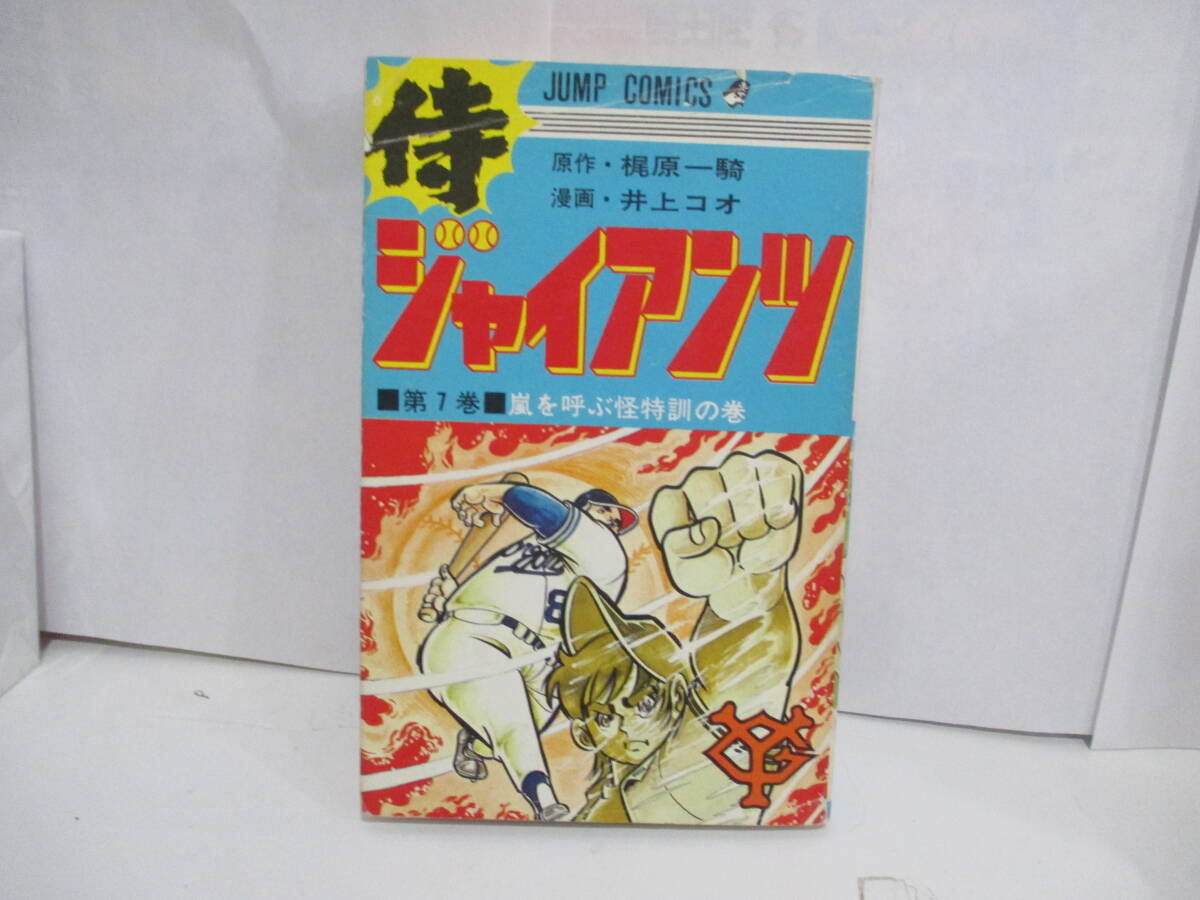 JUMP COMICS
侍
原作・梶原一騎
漫画・井上コオ
ジャイアンツ
■第7巻■嵐を呼ぶ怪特訓の巻
8